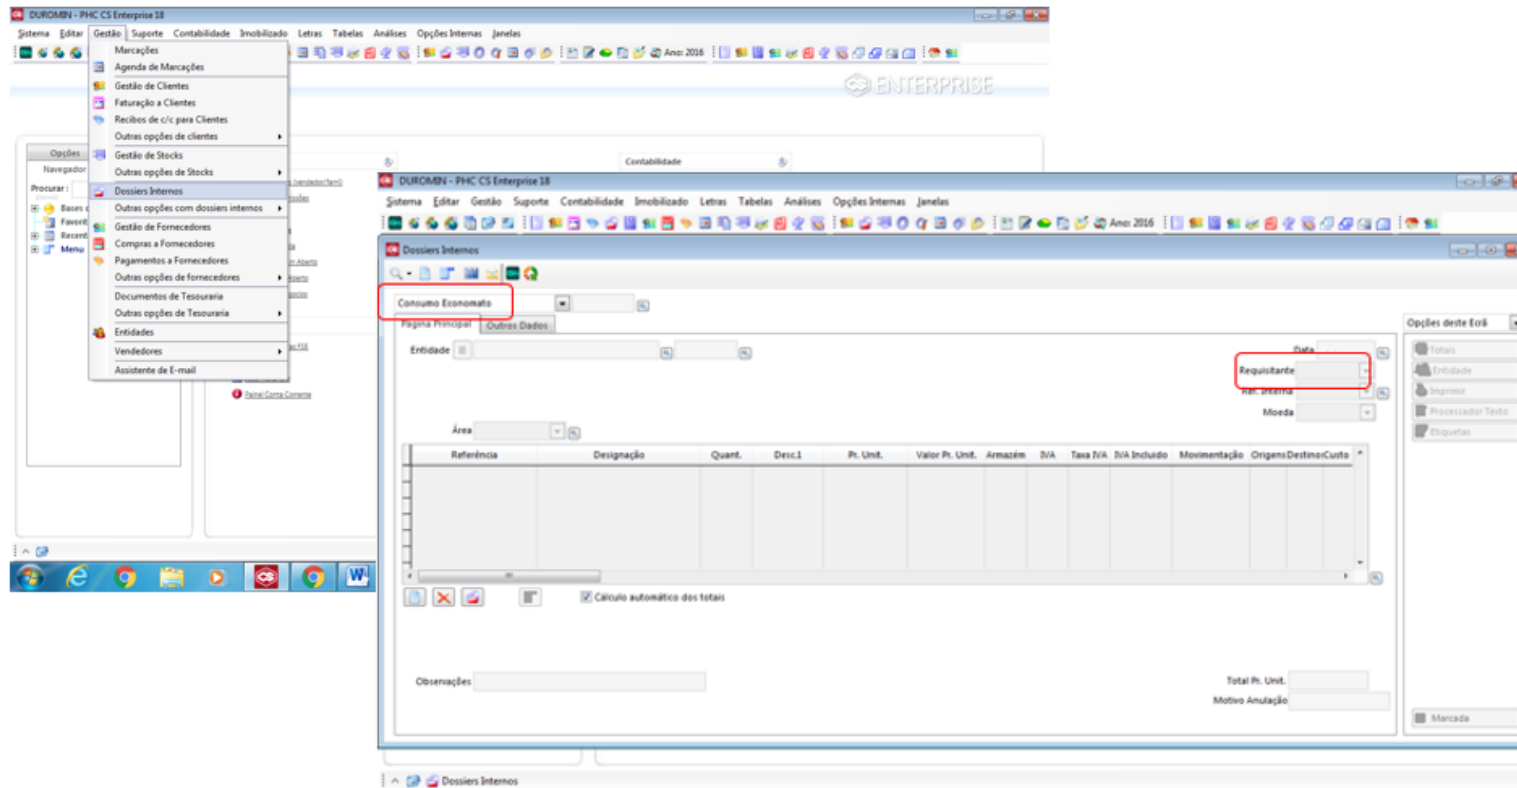 DUROMIN - PHC CS Enterprise 18
Sistema Editar Gestão Suporte Contabilidade Imobilizado Letras Tabelas Análises Opções Internas Janelas
Ano: 2016
ENTERPRISE
Marcações
Agenda de Marcações
Gestão de Clientes
Faturação a Clientes
Recibos de c/c para Clientes
Outras opções de clientes
Gestão de Stocks
Outras opções de Stocks
Dossiers Internos
Outras opções com dossiers internos
Gestão de Fornecedores
Compras a Fornecedores
Pagamentos a Fornecedores
Outras opções de fornecedores
Documentos de Tesouraria
Outras opções de Tesouraria
Entidades
Vendedores
Assistente de E-mail
Opções
Navegador
Procurar :
Bases
Favorit
Recent
Menu
Contabilidade
Aberto
Aberto
Painel Conta Corrente
DUROMIN - PHC CS Enterprise 18
Sistema Editar Gestão Suporte Contabilidade Imobilizado Letras Tabelas Análises Opções Internas Janelas
Ano: 2016
Dossiers Internos
Consumo Economato
Página Principal Outros Dados
Opções deste Ecrã
Entidade
Data
Requisitante
Ref. Interna
Moeda
Área
Totais
Entidade
Imprimir
Processador Texto
Etiquetas
Referência Designação Quant. Desc.1 Pr. Unit. Valor Pr. Unit. Armazém IVA Taxa IVA IVA Incluido Movimentação Origens Destino Custo
Cálculo automático dos totais
Observações
Total Pr. Unit.
Motivo Anulação
Marcada
Dossiers Internos